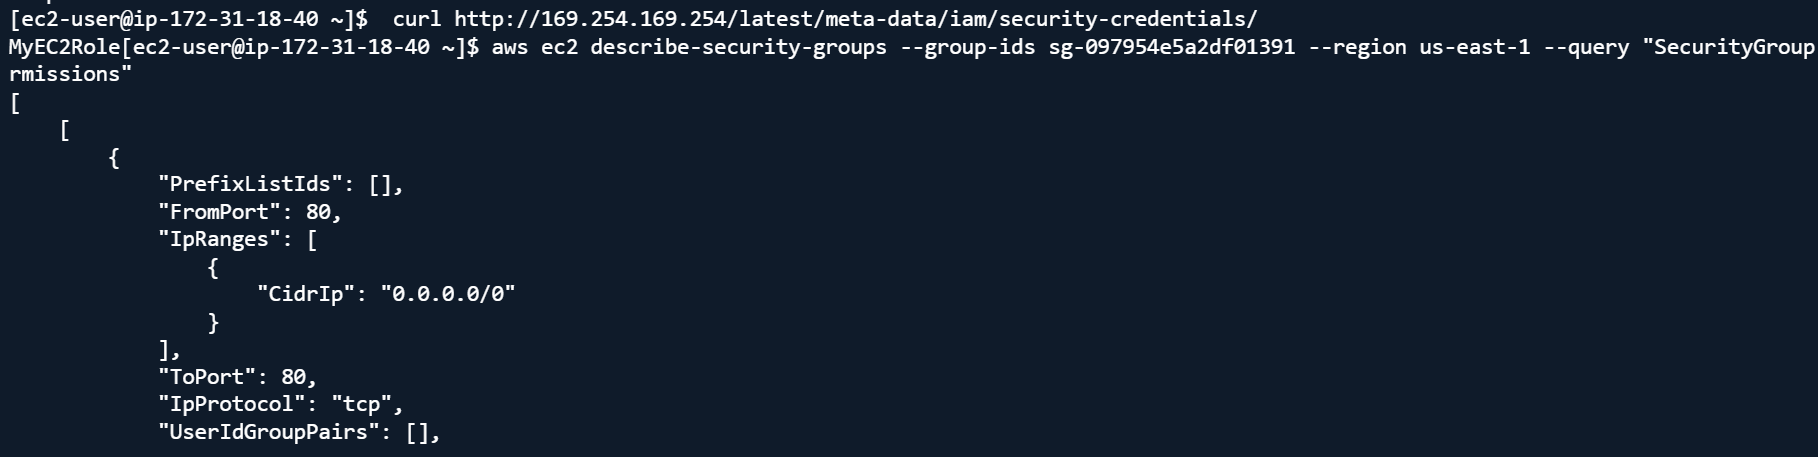 [ec2-user@ip-172-31-18-40 ~]$  curl http://169.254.169.254/latest/meta-data/iam/security-credentials/
MyEC2Role[ec2-user@ip-172-31-18-40 ~]$ aws ec2 describe-security-groups --group-ids sg-097954e5a2df01391 --region us-east-1 --query "SecurityGroup
rmissions"
[
    [
        {
            "PrefixListIds": [],
            "FromPort": 80,
            "IpRanges": [
                {
                    "CidrIp": "0.0.0.0/0"
                }
            ],
            "ToPort": 80,
            "IpProtocol": "tcp",
            "UserIdGroupPairs": [],